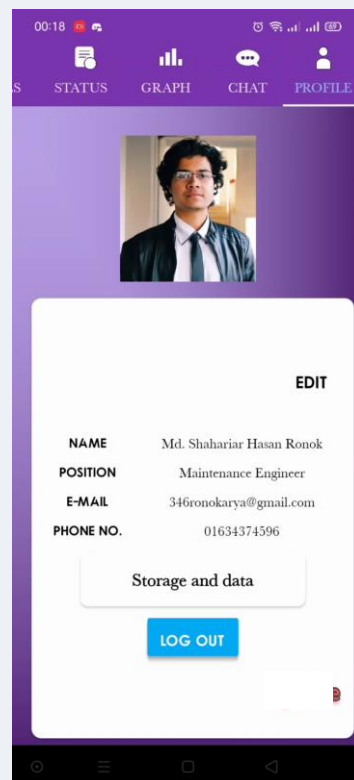 00:18
S STATUS GRAPH CHAT PROFILE
EDIT
NAME Md. Shahariar Hasan Ronok
POSITION Maintenance Engineer
E-MAIL 346ronokarya@gmail.com
PHONE NO. 01634374596
Storage and data
LOG OUT